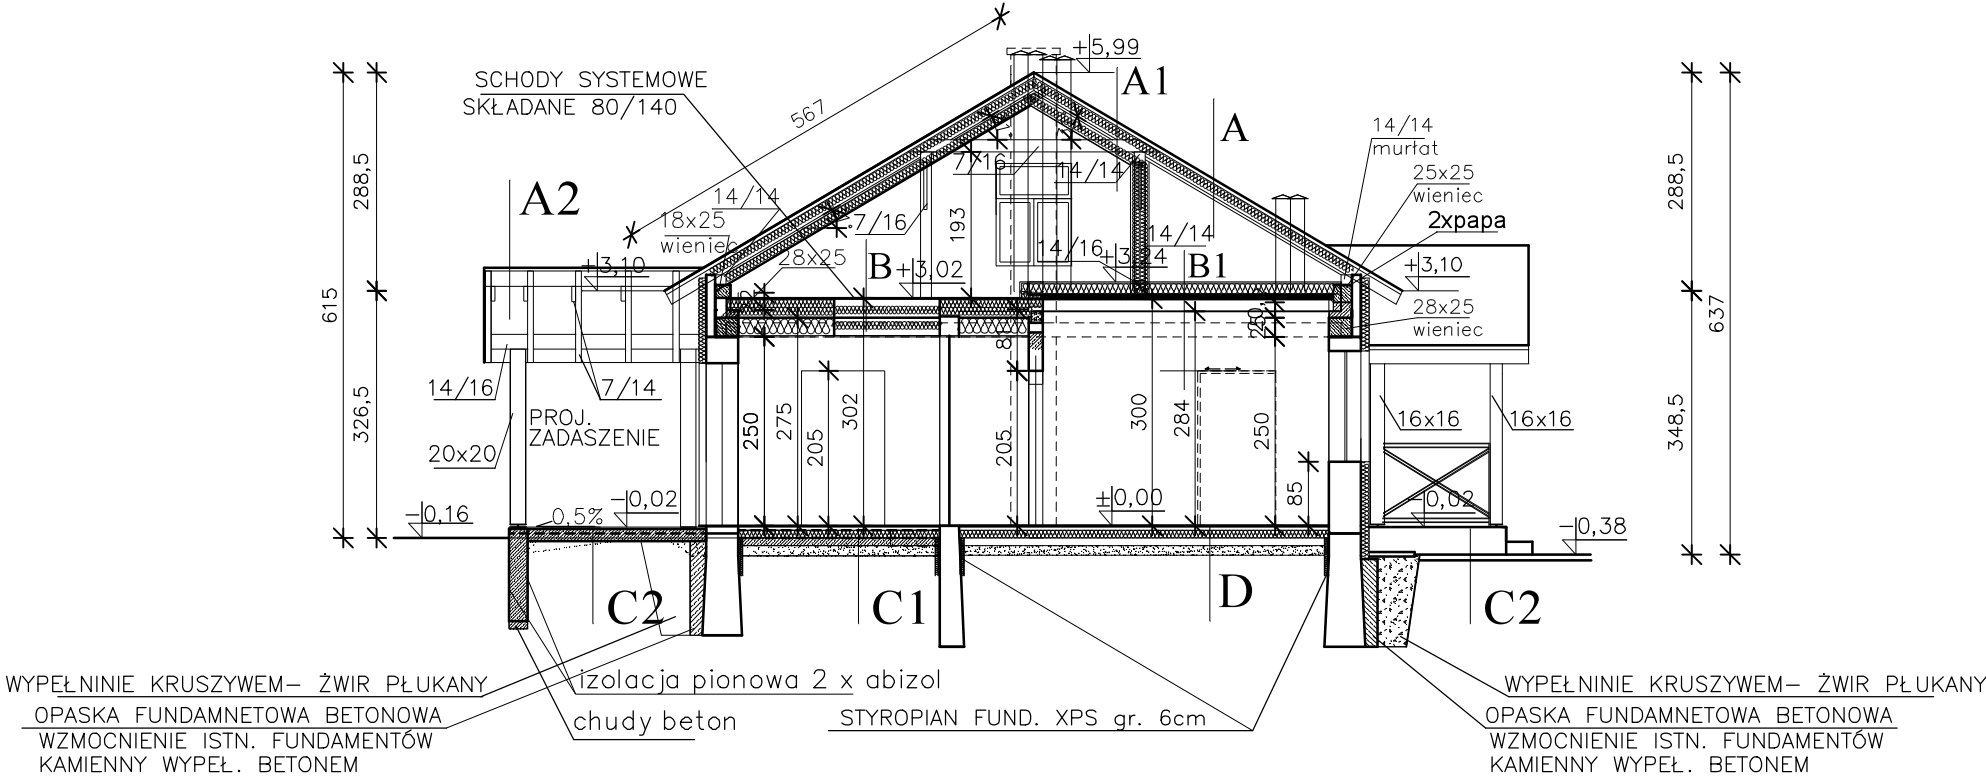 +5,99
SCHODY SYSTEMOWE
SKŁADANE 80/140
567
A1
A
14/14
murłat
288,5
288,5
7/16
14/14
25x25
wieniec
A2
14/14
18x25
wieniec
7/16
193
2xpapa
+3,10
28x25
B
+3,02
14/16
14/14
+3,24
B1
+3,10
615
637
28x25
wieniec
14/16
7/14
PROJ.
ZADASZENIE
20x20
326,5
250
275
205
302
205
300
284
250
85
16x16
16x16
348,5
-0,16
0,5%
-0,02
±0,00
-0,02
-0,38
C2
C1
D
C2
WYPEŁNINIE KRUSZYWEM- ŻWIR PŁUKANY
OPASKA FUNDAMNETOWA BETONOWA
WZMOCNIENIE ISTN. FUNDAMENTÓW
KAMIENNY WYPEŁ. BETONEM
izolacja pionowa 2 x abizol
chudy beton
STYROPIAN FUND. XPS gr. 6cm
WYPEŁNINIE KRUSZYWEM- ŻWIR PŁUKANY
OPASKA FUNDAMNETOWA BETONOWA
WZMOCNIENIE ISTN. FUNDAMENTÓW
KAMIENNY WYPEŁ. BETONEM